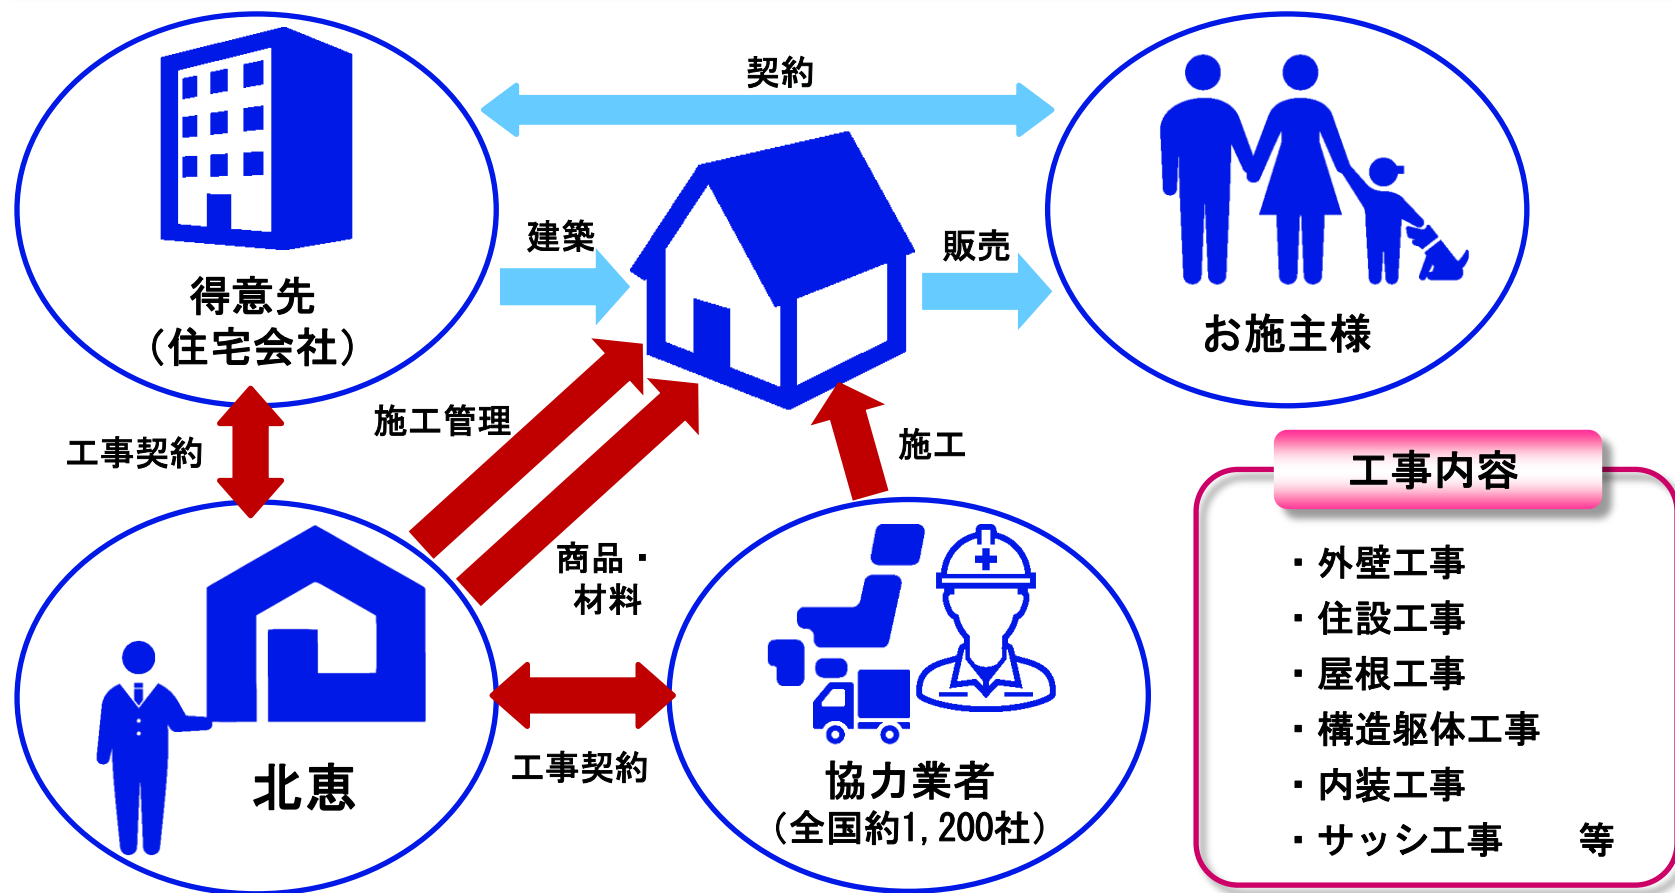 契約
得意先
（住宅会社）
建築
販売
お施主様
工事契約
施工管理
商品・
材料
施工
北恵
工事契約
協力業者
（全国約1,200社）
工事内容
・外壁工事
・住設工事
・屋根工事
・構造躯体工事
・内装工事
・サッシ工事　等